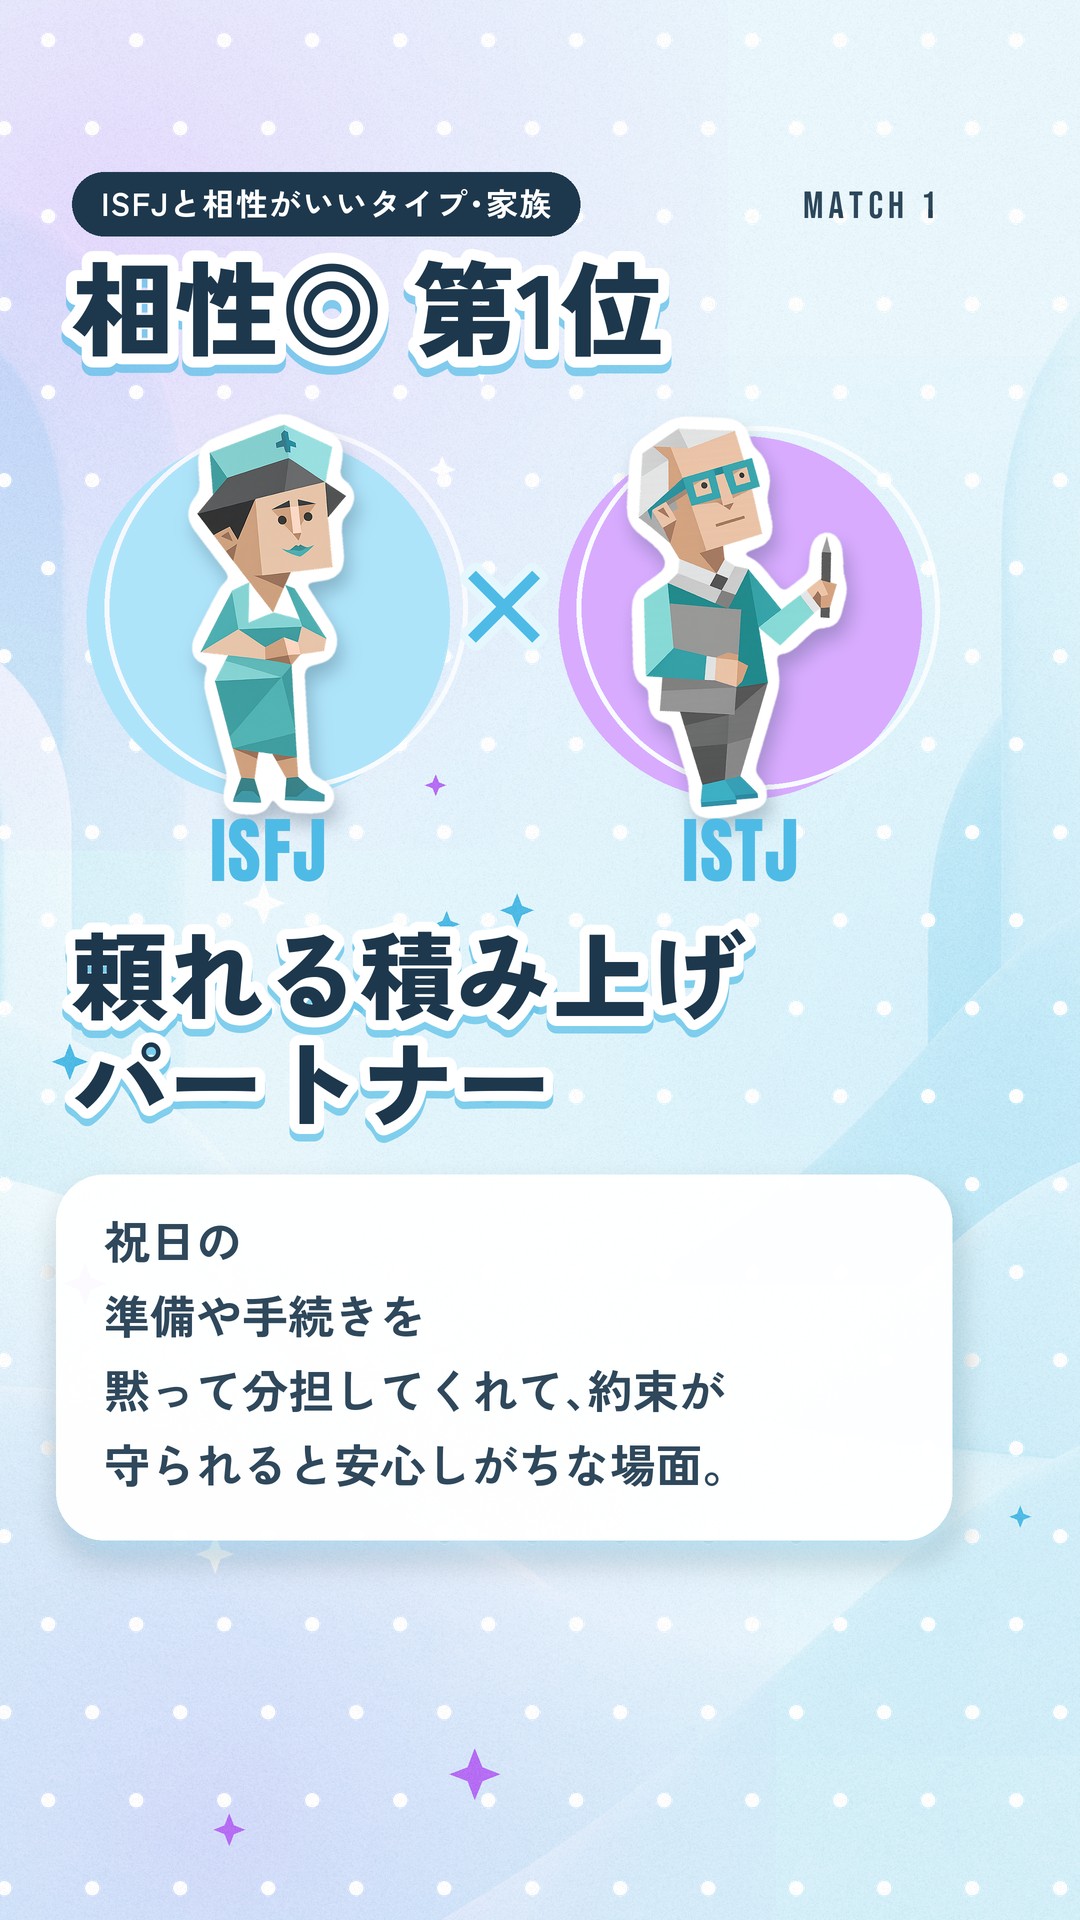 ISFJと相性がいいタイプ・家族
MATCH 1
相性◎ 第1位
×
ISFJ
ISTJ
頼れる積み上げ
パートナー
祝日の
準備や手続きを
黙って分担してくれて、約束が
守られると安心しがちな場面。